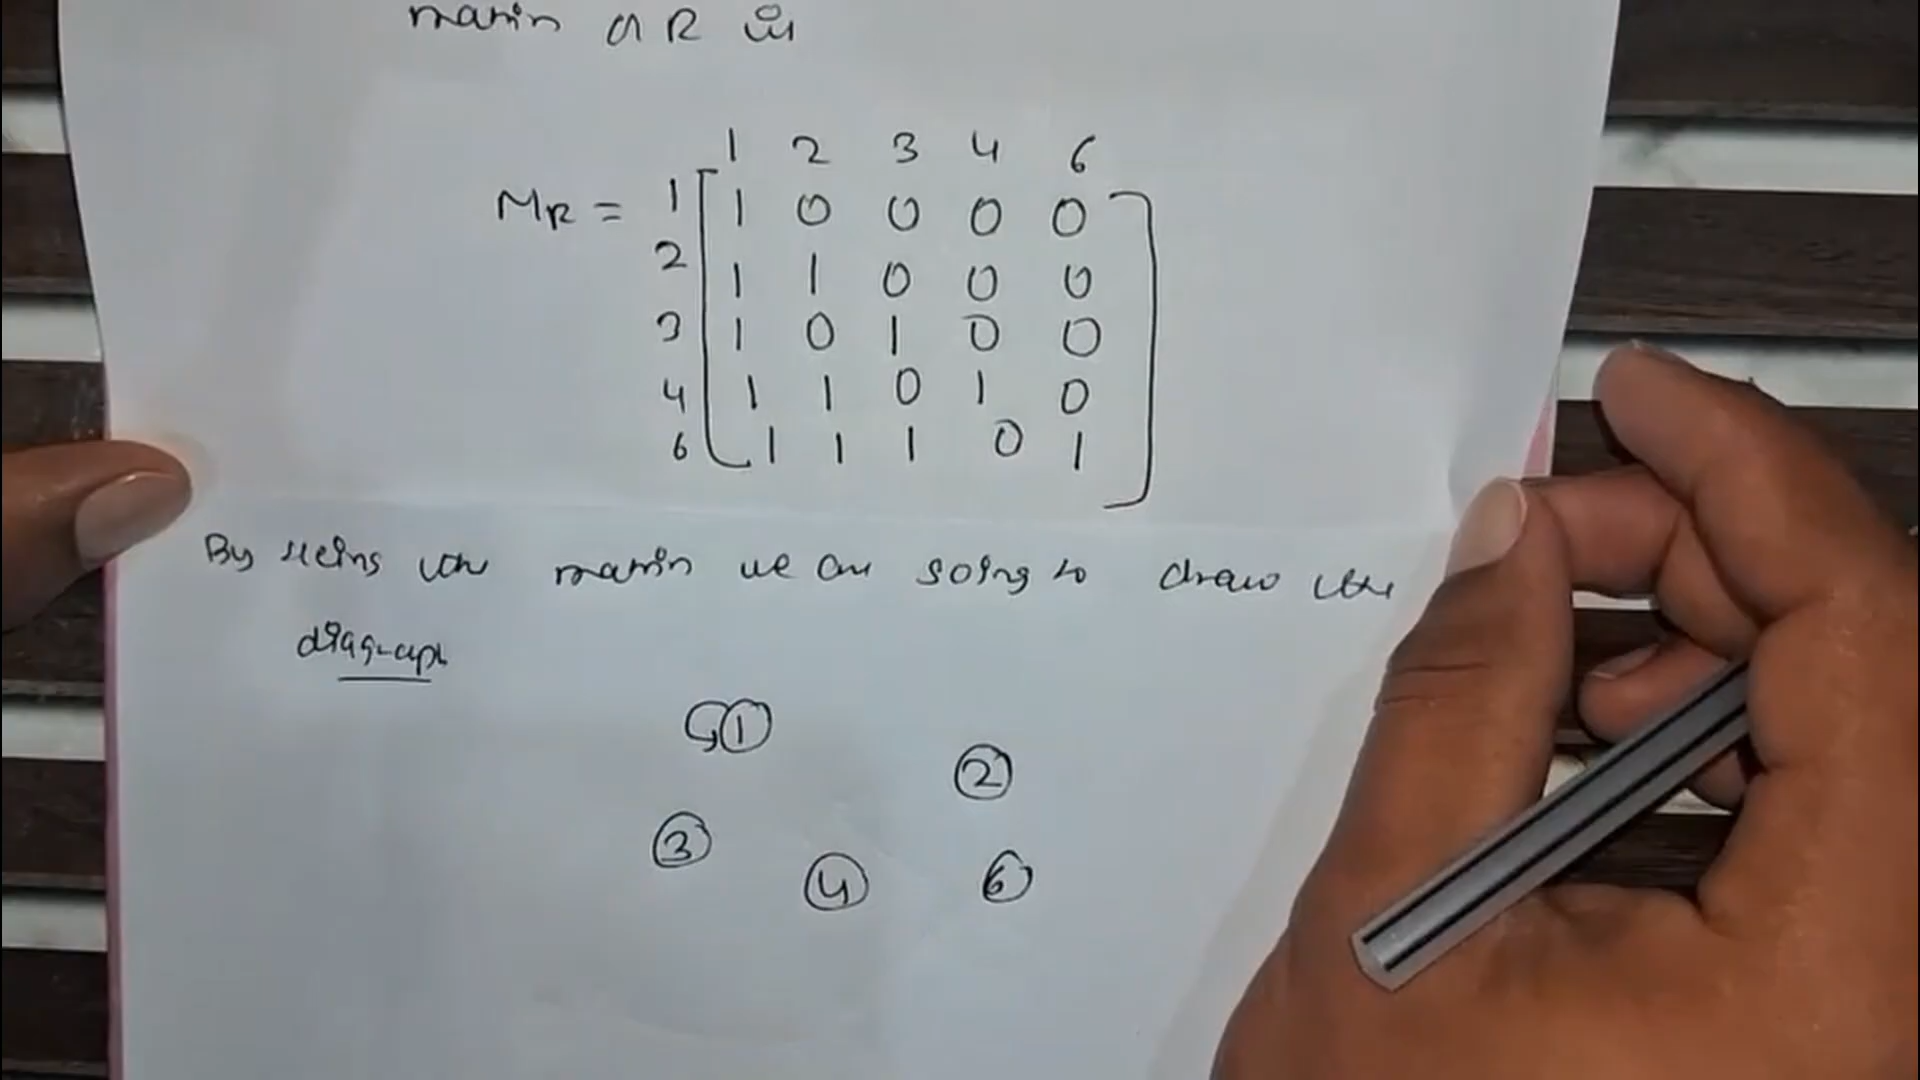 matrix of R is
1 2 3 4 6
MR = 1 [ 1 0 0 0 0 ]
2 1 1 0 0 0
3 1 0 1 0 0
4 1 1 0 1 0
6 1 1 1 0 1
By using the matrix we are going to draw the
diagraph
1
2
3
4
6